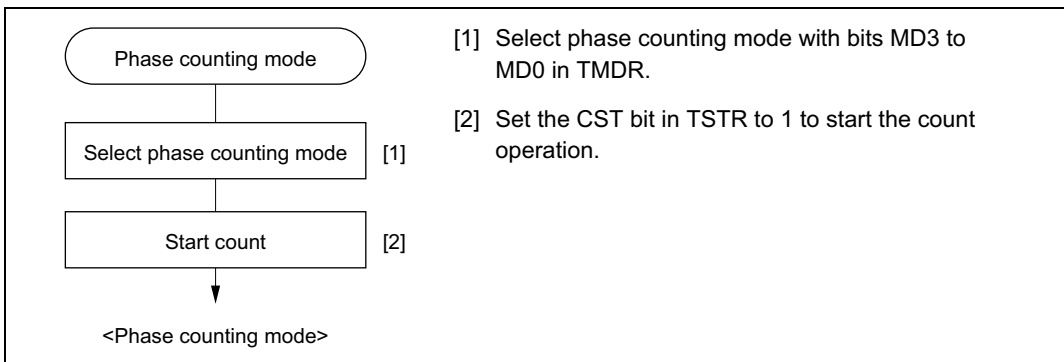 Phase counting mode
Select phase counting mode [1]
Start count [2]
<Phase counting mode>
[1] Select phase counting mode with bits MD3 to
MD0 in TMDR.
[2] Set the CST bit in TSTR to 1 to start the count
operation.